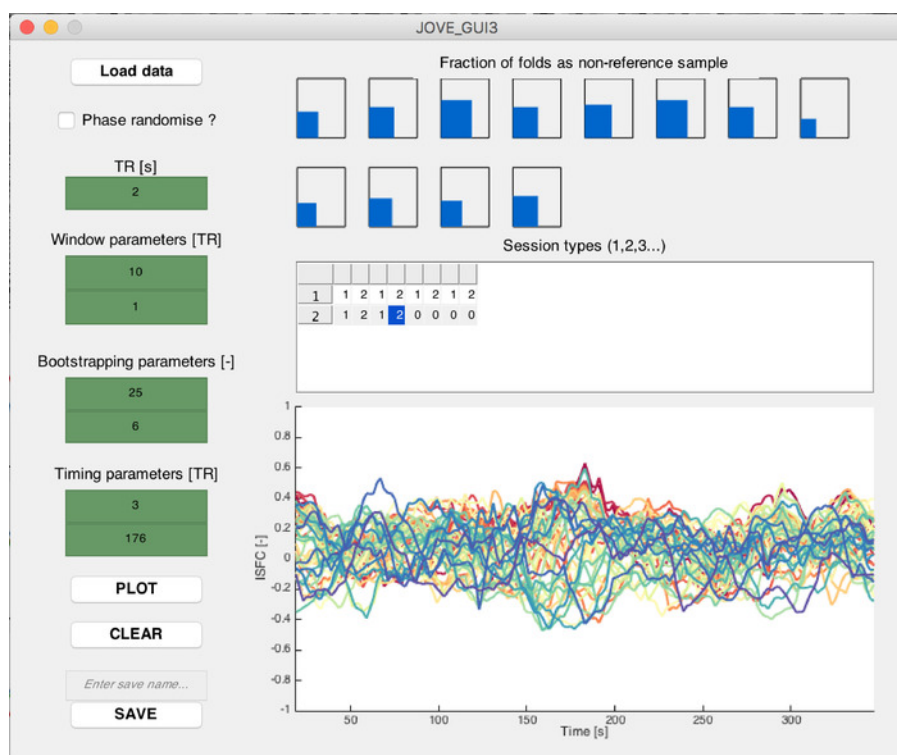 JOVE_GUI3
Load data
Phase randomise ?
TR [s]
2
Window parameters [TR]
10
1
Bootstrapping parameters [-]
25
6
Timing parameters [TR]
3
176
PLOT
CLEAR
Enter save name...
SAVE
Fraction of folds as non-reference sample
Session types (1,2,3...)
1 1 2 1 2 1 2 1 2
2 1 2 1 2 0 0 0 0
ISFC [-]
1
0.8
0.6
0.4
0.2
0
-0.2
-0.4
-0.6
-0.8
-1
50 100 150 200 250 300
Time [s]